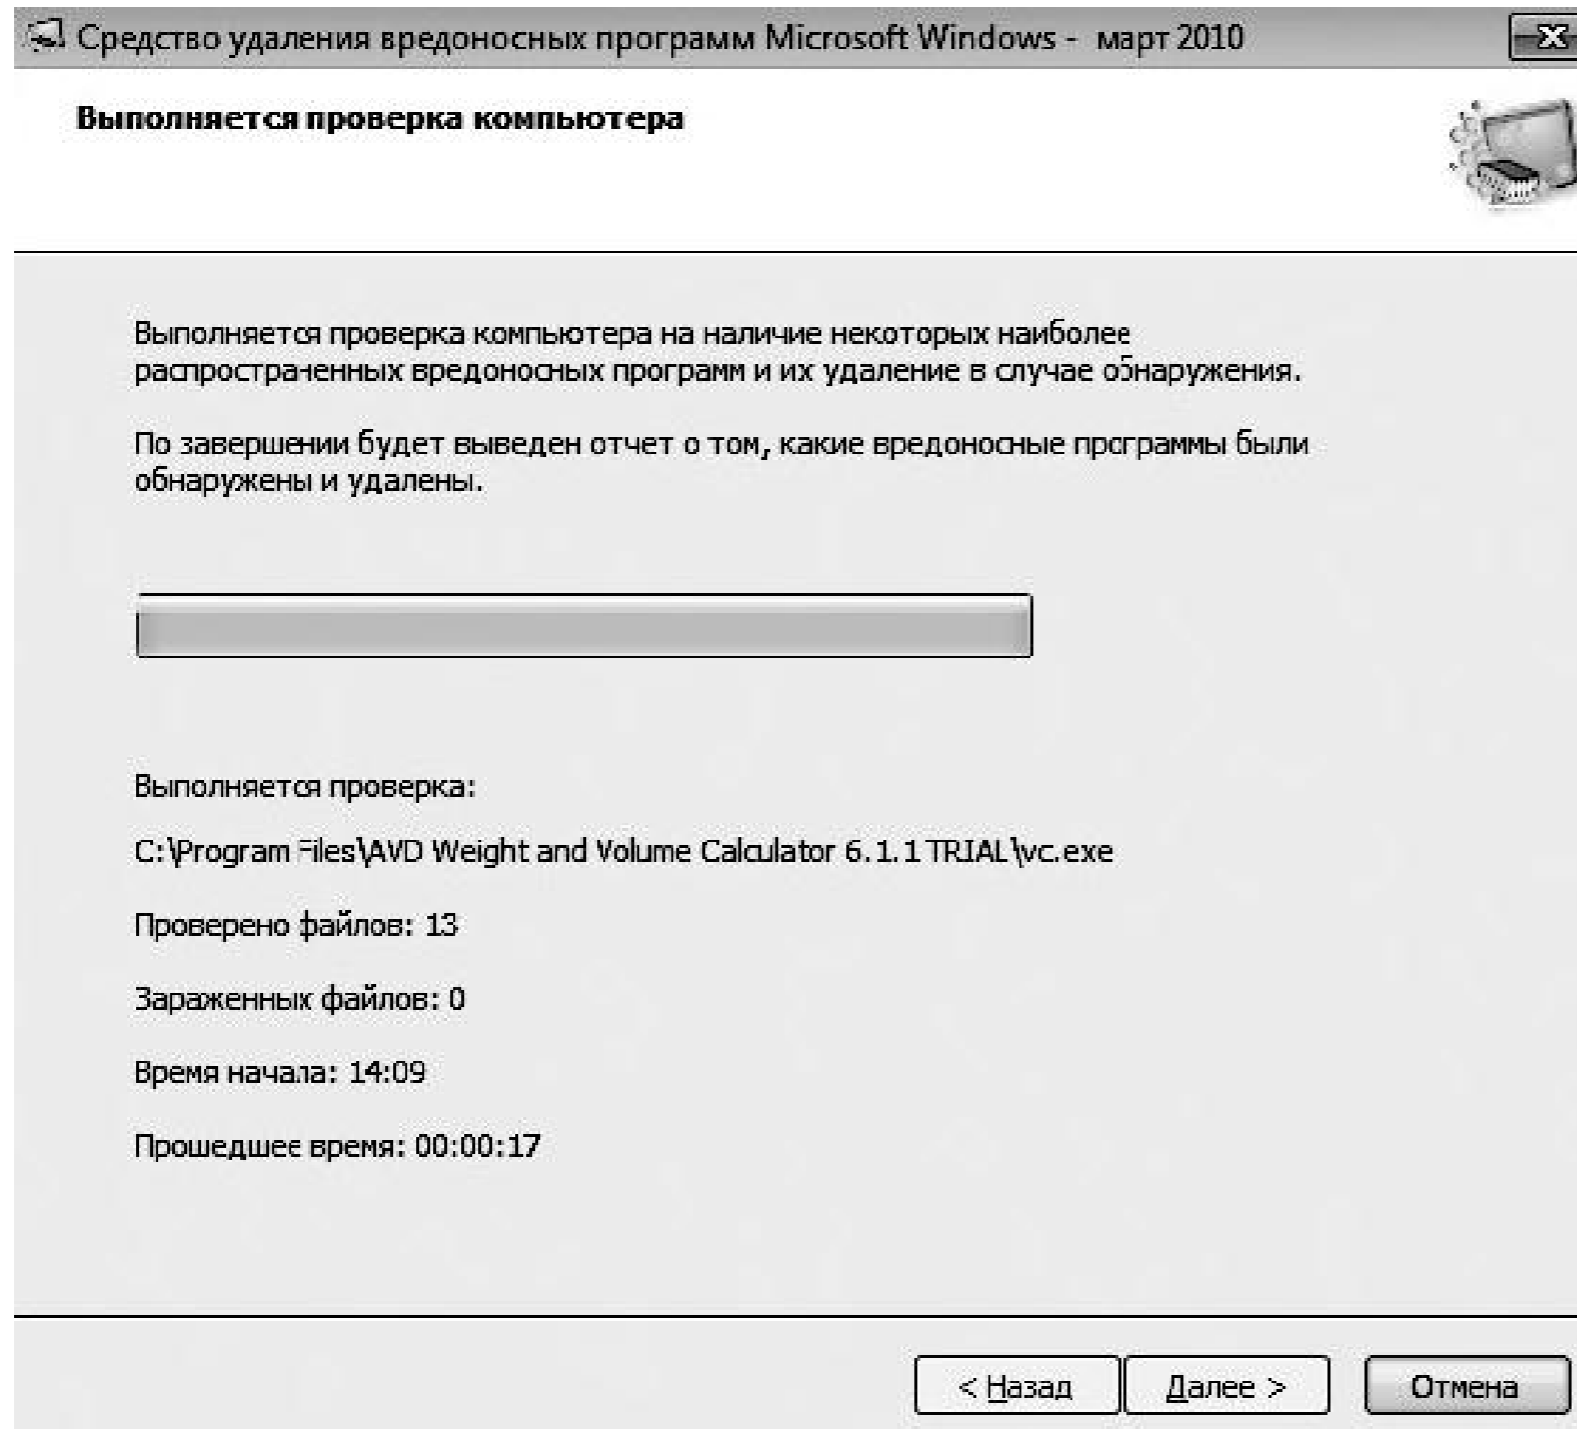 Средство удаления вредоносных программ Microsoft Windows - март 2010
Выполняется проверка компьютера
Выполняется проверка компьютера на наличие некоторых наиболее
распространенных вредоносных программ и их удаление в случае обнаружения.
По завершении будет выведен отчет о том, какие вредоносные программы были
обнаружены и удалены.
Выполняется проверка:
C:\Program Files\AVD Weight and Volume Calculator 6.1.1 TRIAL\vc.exe
Проверено файлов: 13
Зараженных файлов: 0
Время начала: 14:09
Прошедшее время: 00:00:17
< Назад Далее > Отмена